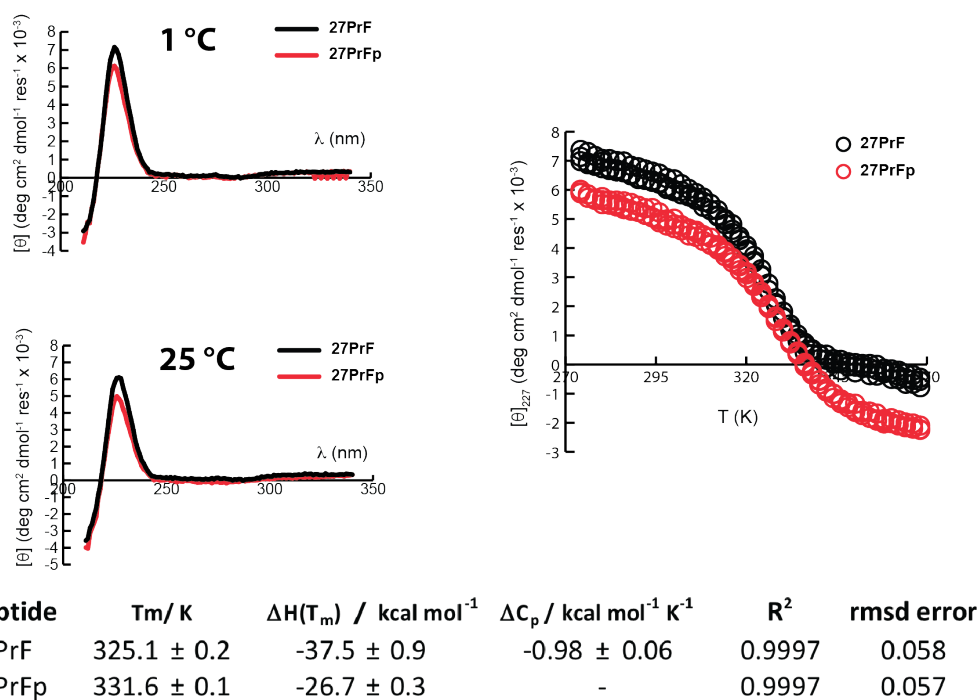 1 °C
27PrF
27PrFp
λ (nm)
[θ] (deg cm² dmol⁻¹ res⁻¹ x 10⁻³)
8
7
6
5
4
3
2
1
0
-1
-2
-3
-4
200 250 300 350
27PrF
27PrFp
[θ]₂₂₇ (deg cm² dmol⁻¹ res⁻¹ x 10⁻³)
8
7
6
5
4
3
2
1
0
-1
-2
-3
270 295 320
T (K)
25 °C
27PrF
27PrFp
λ (nm)
[θ] (deg cm² dmol⁻¹ res⁻¹ x 10⁻³)
8
7
6
5
4
3
2
1
0
-1
-2
-3
-4
-5
200 250 300 350
ptide Tm/ K ΔH(Tₘ) / kcal mol⁻¹ ΔCₚ / kcal mol⁻¹ K⁻¹ R² rmsd error
PrF 325.1 ± 0.2 -37.5 ± 0.9 -0.98 ± 0.06 0.9997 0.058
PrFp 331.6 ± 0.1 -26.7 ± 0.3 - 0.9997 0.057